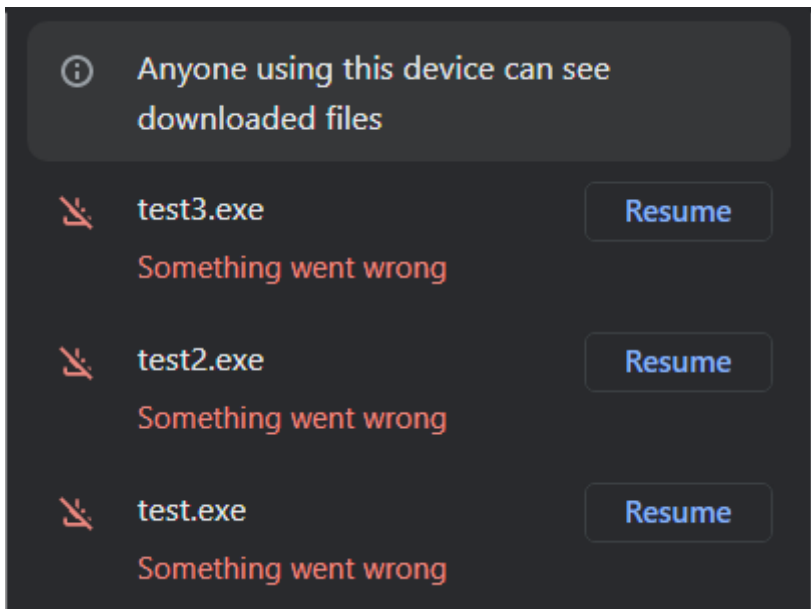 Anyone using this device can see
downloaded files
test3.exe
Resume
Something went wrong
test2.exe
Resume
Something went wrong
test.exe
Resume
Something went wrong